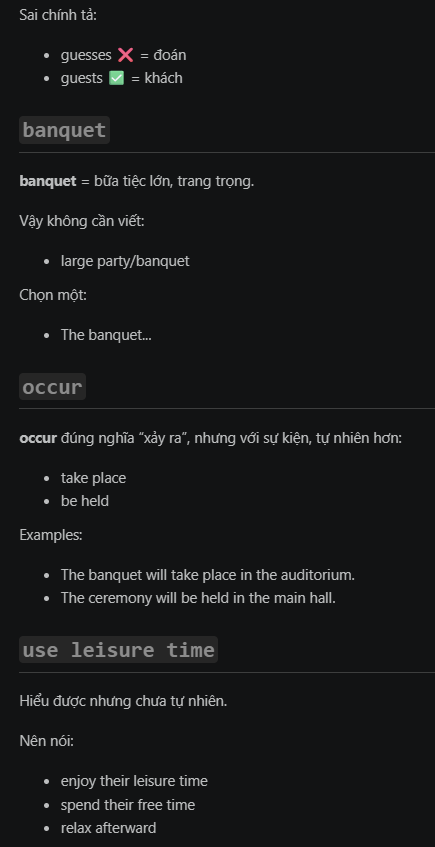 Sai chính tả:
guesses ❌ = đoán
guests ✅ = khách
banquet
banquet = bữa tiệc lớn, trang trọng.
Vậy không cần viết:
large party/banquet
Chọn một:
The banquet...
occur
occur đúng nghĩa “xảy ra”, nhưng với sự kiện, tự nhiên hơn:
take place
be held
Examples:
The banquet will take place in the auditorium.
The ceremony will be held in the main hall.
use leisure time
Hiểu được nhưng chưa tự nhiên.
Nên nói:
enjoy their leisure time
spend their free time
relax afterward